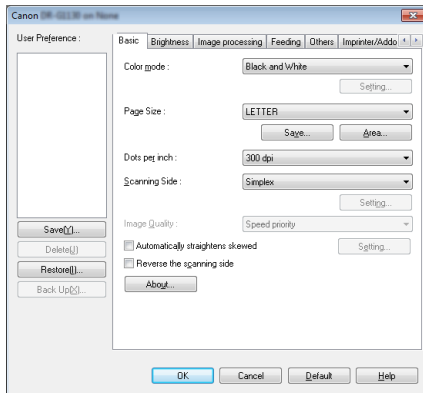 Canon
User Preference :
Basic Brightness Image processing Feeding Others Imprinter/Addo
Color mode : Black and White
Setting...
Page Size : LETTER
Save... Area...
Dots per inch : 300 dpi
Scanning Side : Simplex
Setting...
Image Quality : Speed priority
Automatically straightens skewed Setting...
Reverse the scanning side
About...
Save(Y)...
Delete(J)
Restore(I)...
Back Up(X)...
OK Cancel Default Help